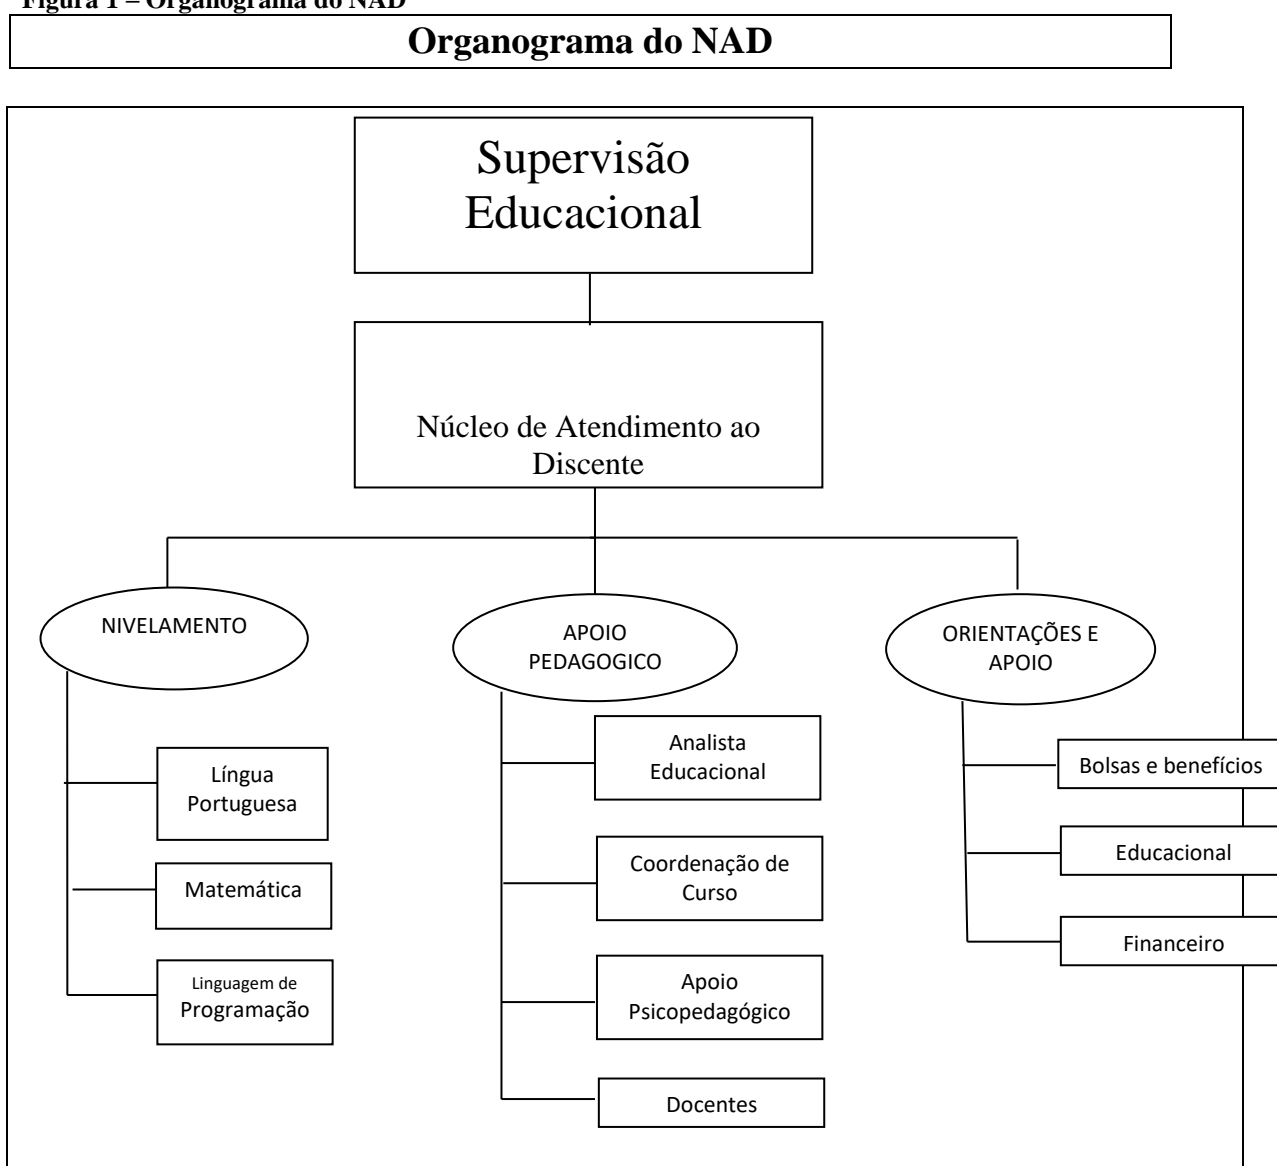 Figura 1 – Organograma do NAD
Organograma do NAD
Supervisão
Educacional
Núcleo de Atendimento ao
Discente
NIVELAMENTO
Língua
Portuguesa
Matemática
Linguagem de
Programação
APOIO
PEDAGOGICO
Analista
Educacional
Coordenação de
Curso
Apoio
Psicopedagógico
Docentes
ORIENTAÇÕES E
APOIO
Bolsas e benefícios
Educacional
Financeiro